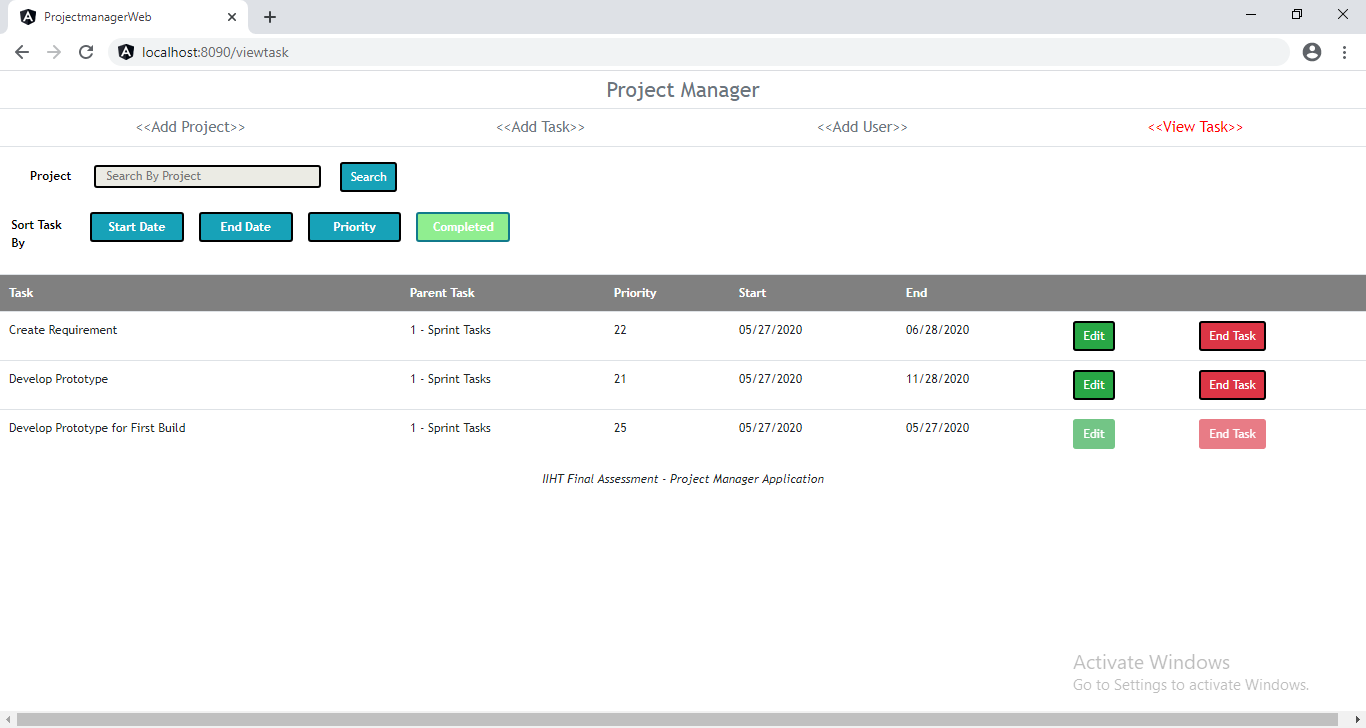 ProjectmanagerWeb
localhost:8090/viewtask
Project Manager
<<Add Project>> <<Add Task>> <<Add User>> <<View Task>>
Project Search By Project Search
Sort Task By Start Date End Date Priority Completed
Task Parent Task Priority Start End
Create Requirement 1 - Sprint Tasks 22 05/27/2020 06/28/2020 Edit End Task
Develop Prototype 1 - Sprint Tasks 21 05/27/2020 11/28/2020 Edit End Task
Develop Prototype for First Build 1 - Sprint Tasks 25 05/27/2020 05/27/2020 Edit End Task
IIHT Final Assessment - Project Manager Application
Activate Windows
Go to Settings to activate Windows.